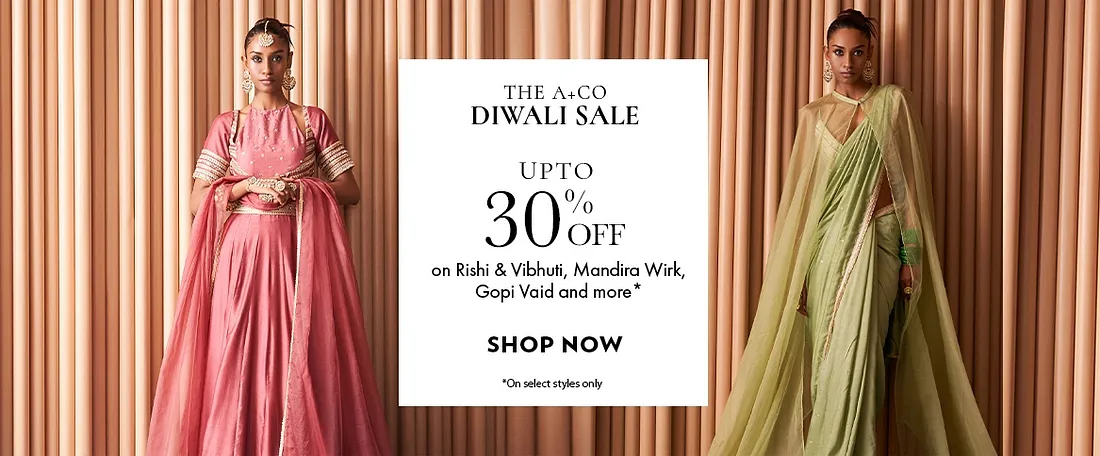 THE A+CO
DIWALI SALE
UPTO
30% OFF
on Rishi & Vibhuti, Mandira Wirk,
Gopi Vaid and more*
SHOP NOW
*On select styles only